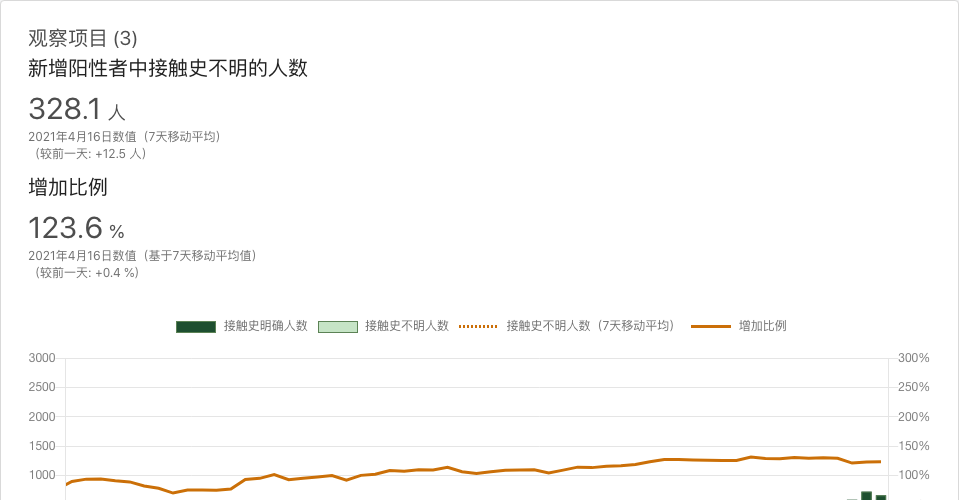 观察项目 (3)
新增阳性者中接触史不明的人数
328.1 人
2021年4月16日数值（7天移动平均）
（较前一天: +12.5 人）
增加比例
123.6 %
2021年4月16日数值（基于7天移动平均值）
（较前一天: +0.4 %）
接触史明确人数 接触史不明人数 接触史不明人数（7天移动平均） 增加比例
3000 300%
2500 250%
2000 200%
1500 150%
1000 100%